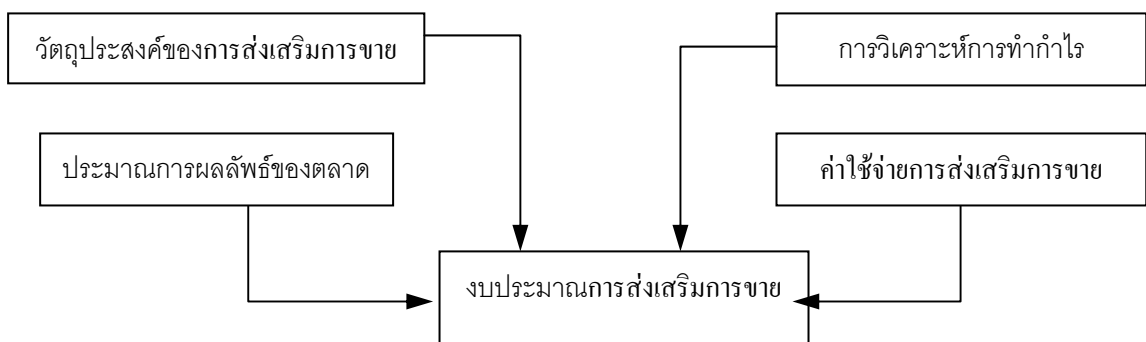 วัตถุประสงค์ของการส่งเสริมการขาย
การวิเคราะห์การทำกำไร
ประมาณการผลลัพธ์ของตลาด
ค่าใช้จ่ายการส่งเสริมการขาย
งบประมาณการส่งเสริมการขาย